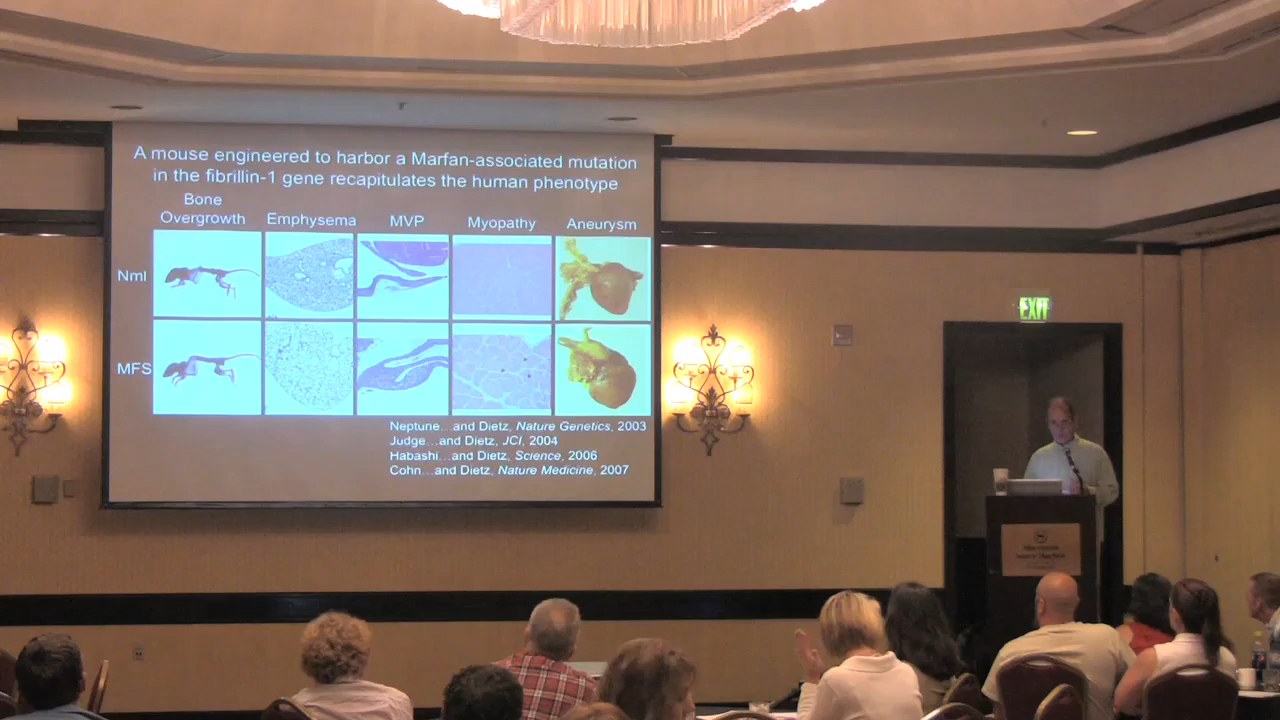 A mouse engineered to harbor a Marfan-associated mutation
in the fibrillin-1 gene recapitulates the human phenotype
Bone
Overgrowth Emphysema MVP Myopathy Aneurysm
Nml
MFS
Neptune…and Dietz, Nature Genetics, 2003
Judge…and Dietz, JCI, 2004
Habashi…and Dietz, Science, 2006
Cohn…and Dietz, Nature Medicine, 2007
EXIT